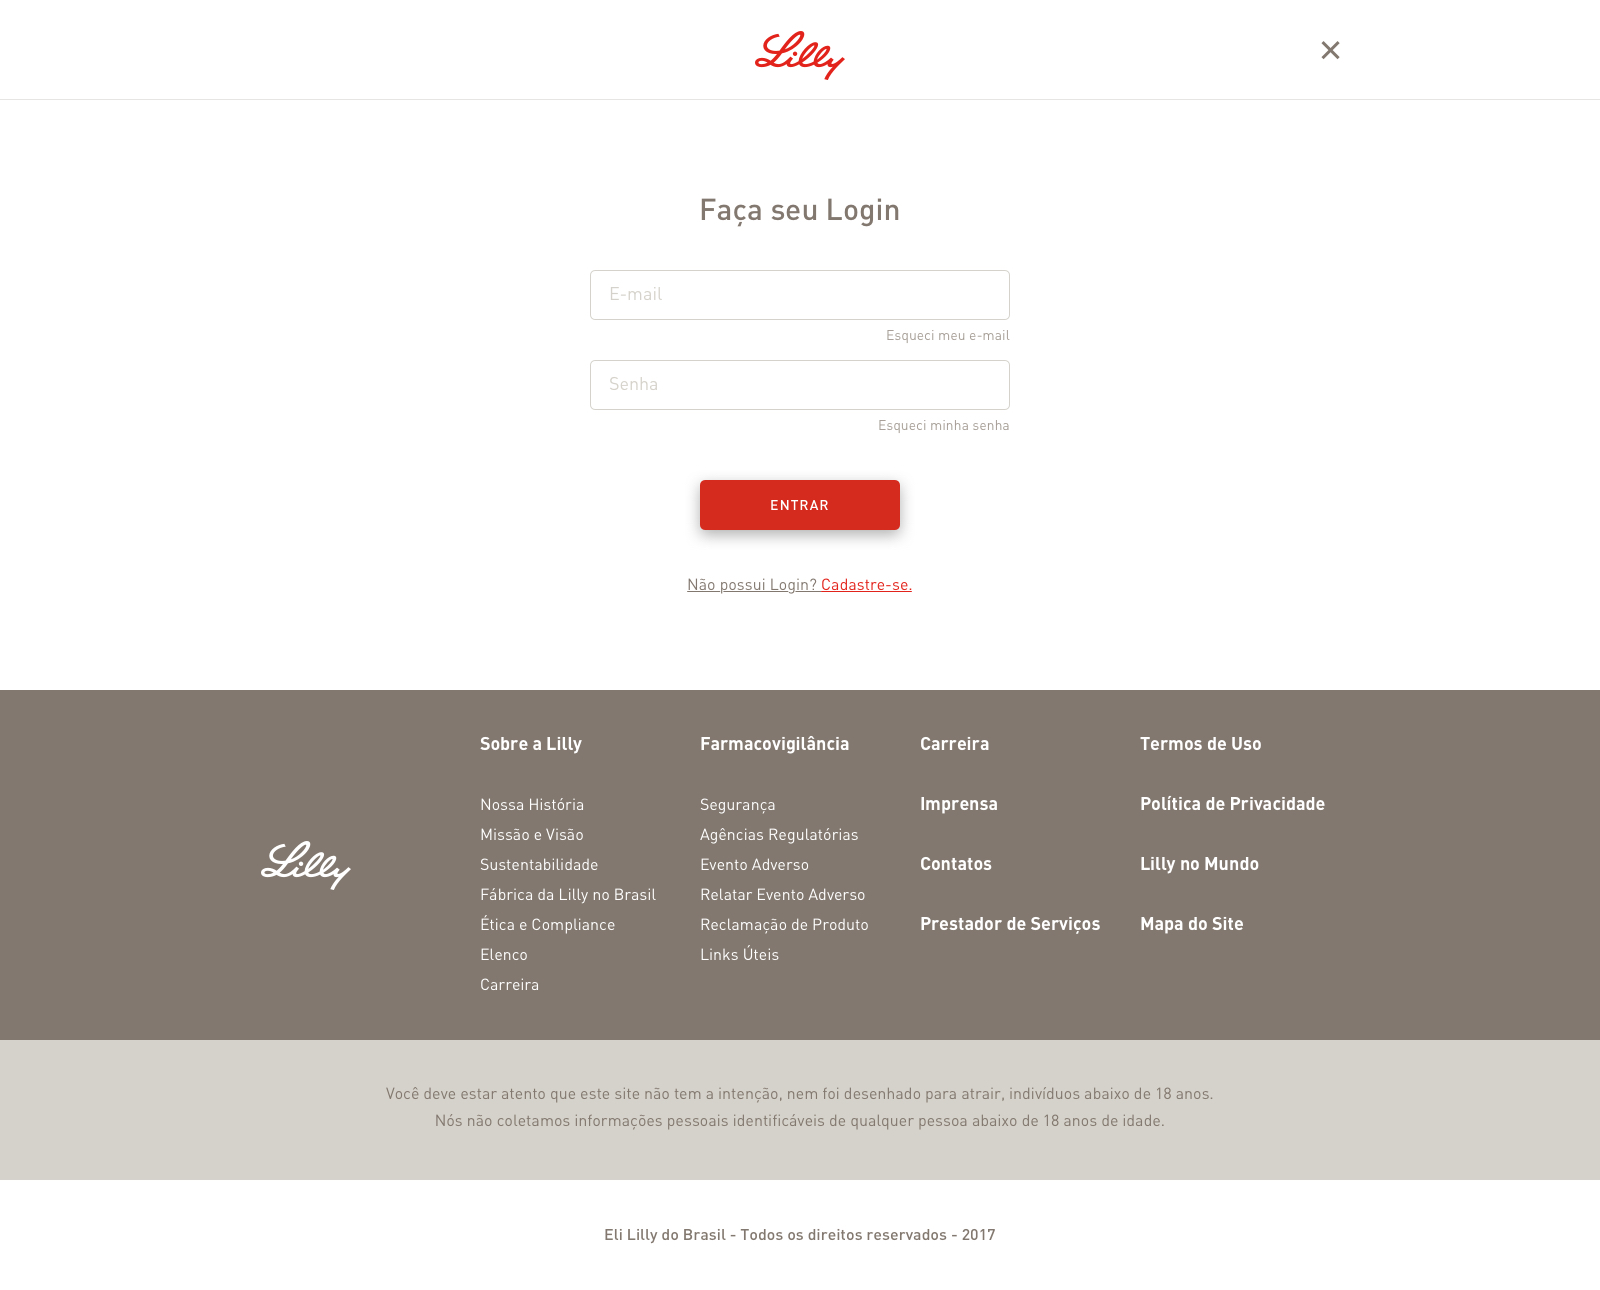 Lilly
Faça seu Login
E-mail
Esqueci meu e-mail
Senha
Esqueci minha senha
ENTRAR
Não possui Login? Cadastre-se.
Lilly
Sobre a Lilly
Nossa História
Missão e Visão
Sustentabilidade
Fábrica da Lilly no Brasil
Ética e Compliance
Elenco
Carreira
Farmacovigilância
Segurança
Agências Regulatórias
Evento Adverso
Relatar Evento Adverso
Reclamação de Produto
Links Úteis
Carreira
Imprensa
Contatos
Prestador de Serviços
Termos de Uso
Política de Privacidade
Lilly no Mundo
Mapa do Site
Você deve estar atento que este site não tem a intenção, nem foi desenhado para atrair, indivíduos abaixo de 18 anos.
Nós não coletamos informações pessoais identificáveis de qualquer pessoa abaixo de 18 anos de idade.
Eli Lilly do Brasil - Todos os direitos reservados - 2017